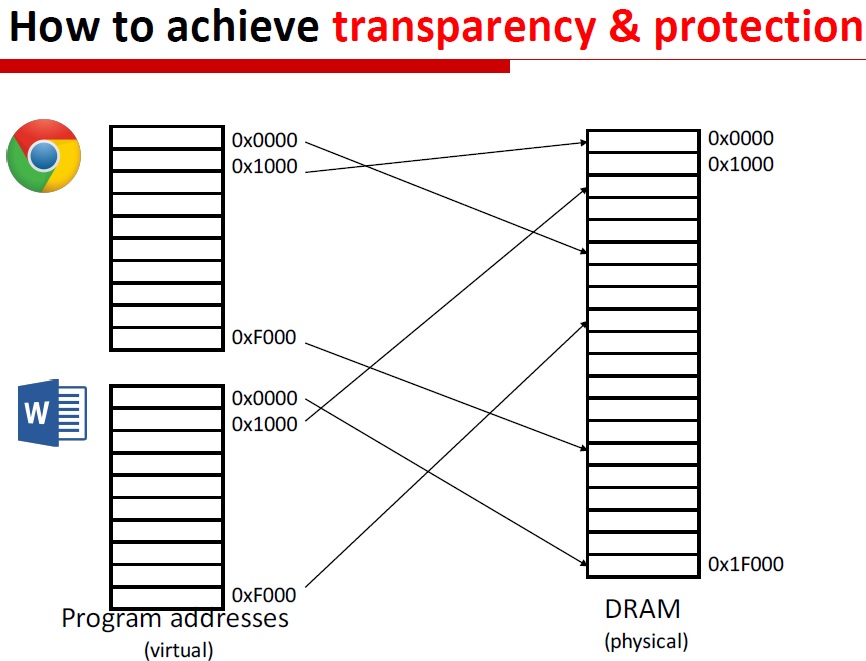 How to achieve transparency & protection
0x0000
0x1000
0xF000
W
0x0000
0x1000
0xF000
Program addresses
(virtual)
0x0000
0x1000
0x1F000
DRAM
(physical)